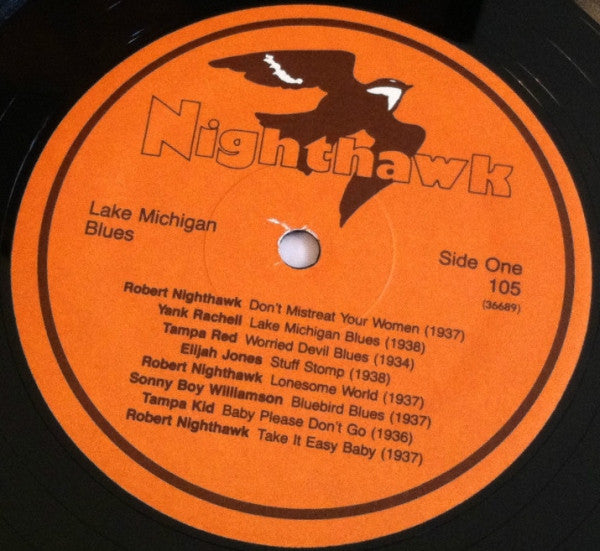 Nighthawk
Lake Michigan
Blues
Side One
105
(36689)
Robert Nighthawk Don't Mistreat Your Women (1937)
Yank Rachell Lake Michigan Blues (1938)
Tampa Red Worried Devil Blues (1934)
Elijah Jones Stuff Stomp (1938)
Robert Nighthawk Lonesome World (1937)
Sonny Boy Williamson Bluebird Blues (1937)
Tampa Kid Baby Please Don't Go (1936)
Robert Nighthawk Take It Easy Baby (1937)